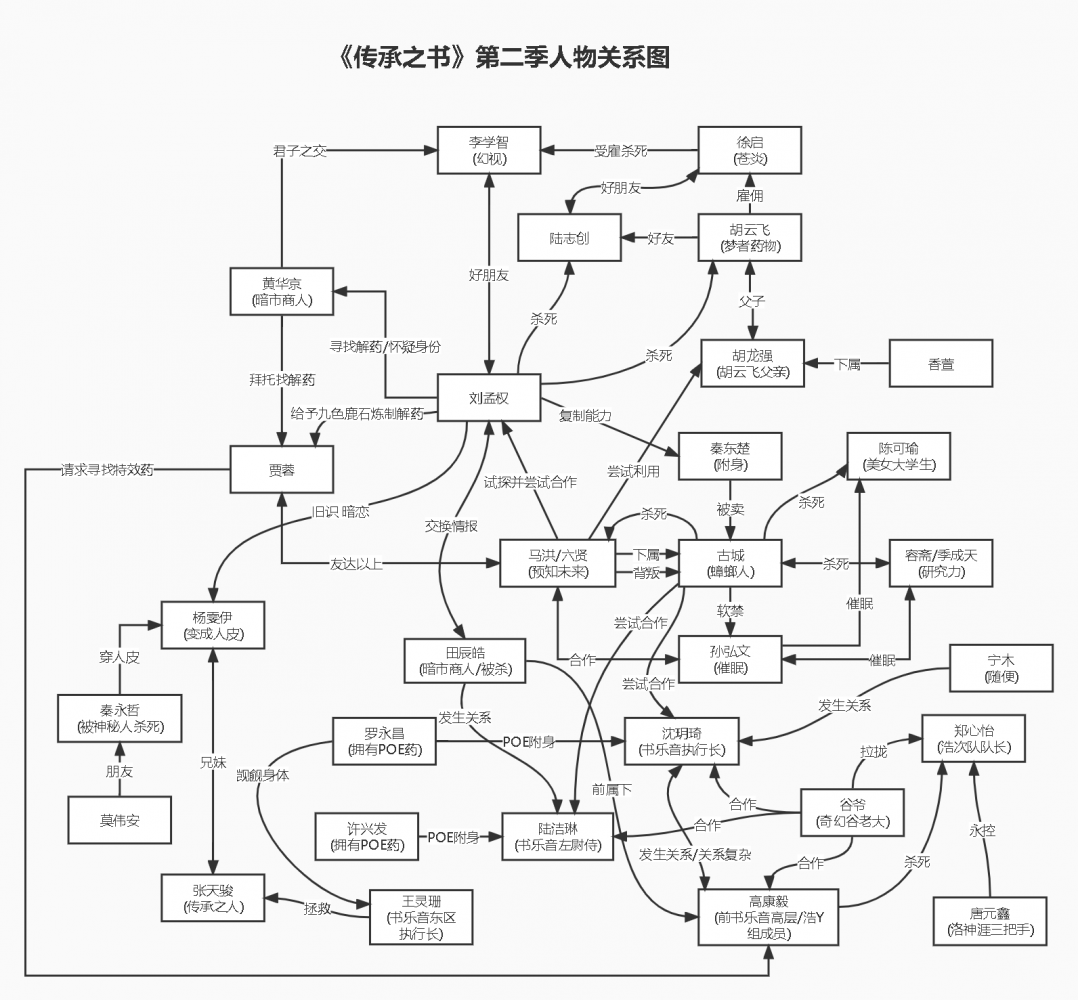 《传承之书》第二季人物关系图
君子之交
李学智
(幻视)
受雇杀死
徐启
(苍炎)
好朋友
雇佣
陆志创
好友
胡云飞
(梦者药物)
黄华京
(暗市商人)
好朋友
父子
杀死
寻找解药/怀疑身份
杀死
胡龙强
(胡云飞父亲)
下属
香萱
拜托找解药
刘孟权
给予九色鹿石炼制解药
复制能力
请求寻找特效药
贾蓉
秦东楚
(附身)
陈可瑜
(美女大学生)
尝试利用
试探并尝试合作
旧识 暗恋
交换情报
杀死
被卖
杀死
友达以上
马洪/六贤
(预知未来)
下属
背叛
古城
(蟑螂人)
杀死
容斋/季成天
(研究力)
杨雯伊
(变成人皮)
软禁
催眠
尝试合作
穿人皮
田辰皓
(暗市商人/被杀)
合作
孙弘文
(催眠)
催眠
宁木
(随便)
尝试合作
秦永哲
(被神秘人杀死)
发生关系
发生关系
罗永昌
(拥有POE药)
POE附身
沈玥琦
(书乐音执行长)
郑心怡
(浩次队队长)
拉拢
兄妹
朋友
觊觎身体
前属下
莫伟安
合作
谷爷
(奇幻谷老大)
许兴发
(拥有POE药)
POE附身
陆洁琳
(书乐音左尉侍)
合作
永控
发生关系/关系复杂
合作
杀死
张天骏
(传承之人)
拯救
王灵珊
(书乐音东区
执行长)
高康毅
(前书乐音高层/浩Y
组成员)
唐元鑫
(洛神涯三把手)